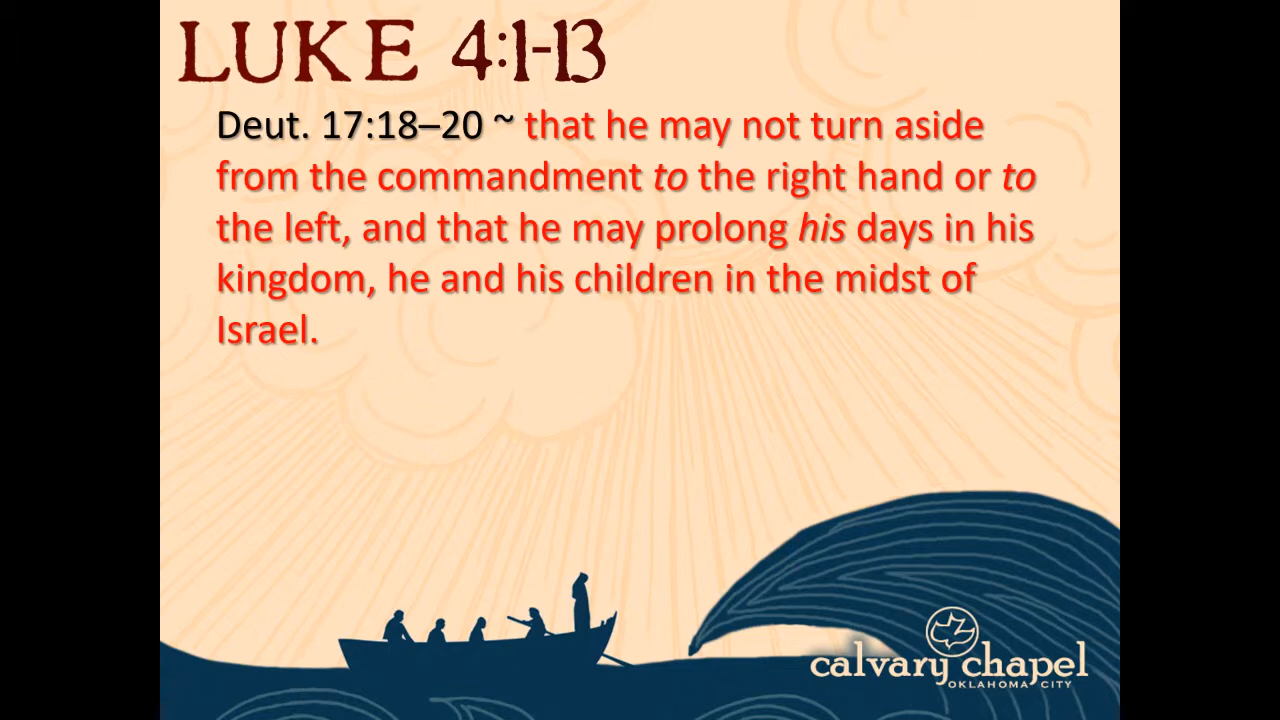 LUKE 4:1-13
Deut. 17:18–20 ~ that he may not turn aside
from the commandment to the right hand or to
the left, and that he may prolong his days in his
kingdom, he and his children in the midst of
Israel.
calvary chapel
OKLAHOMA CITY